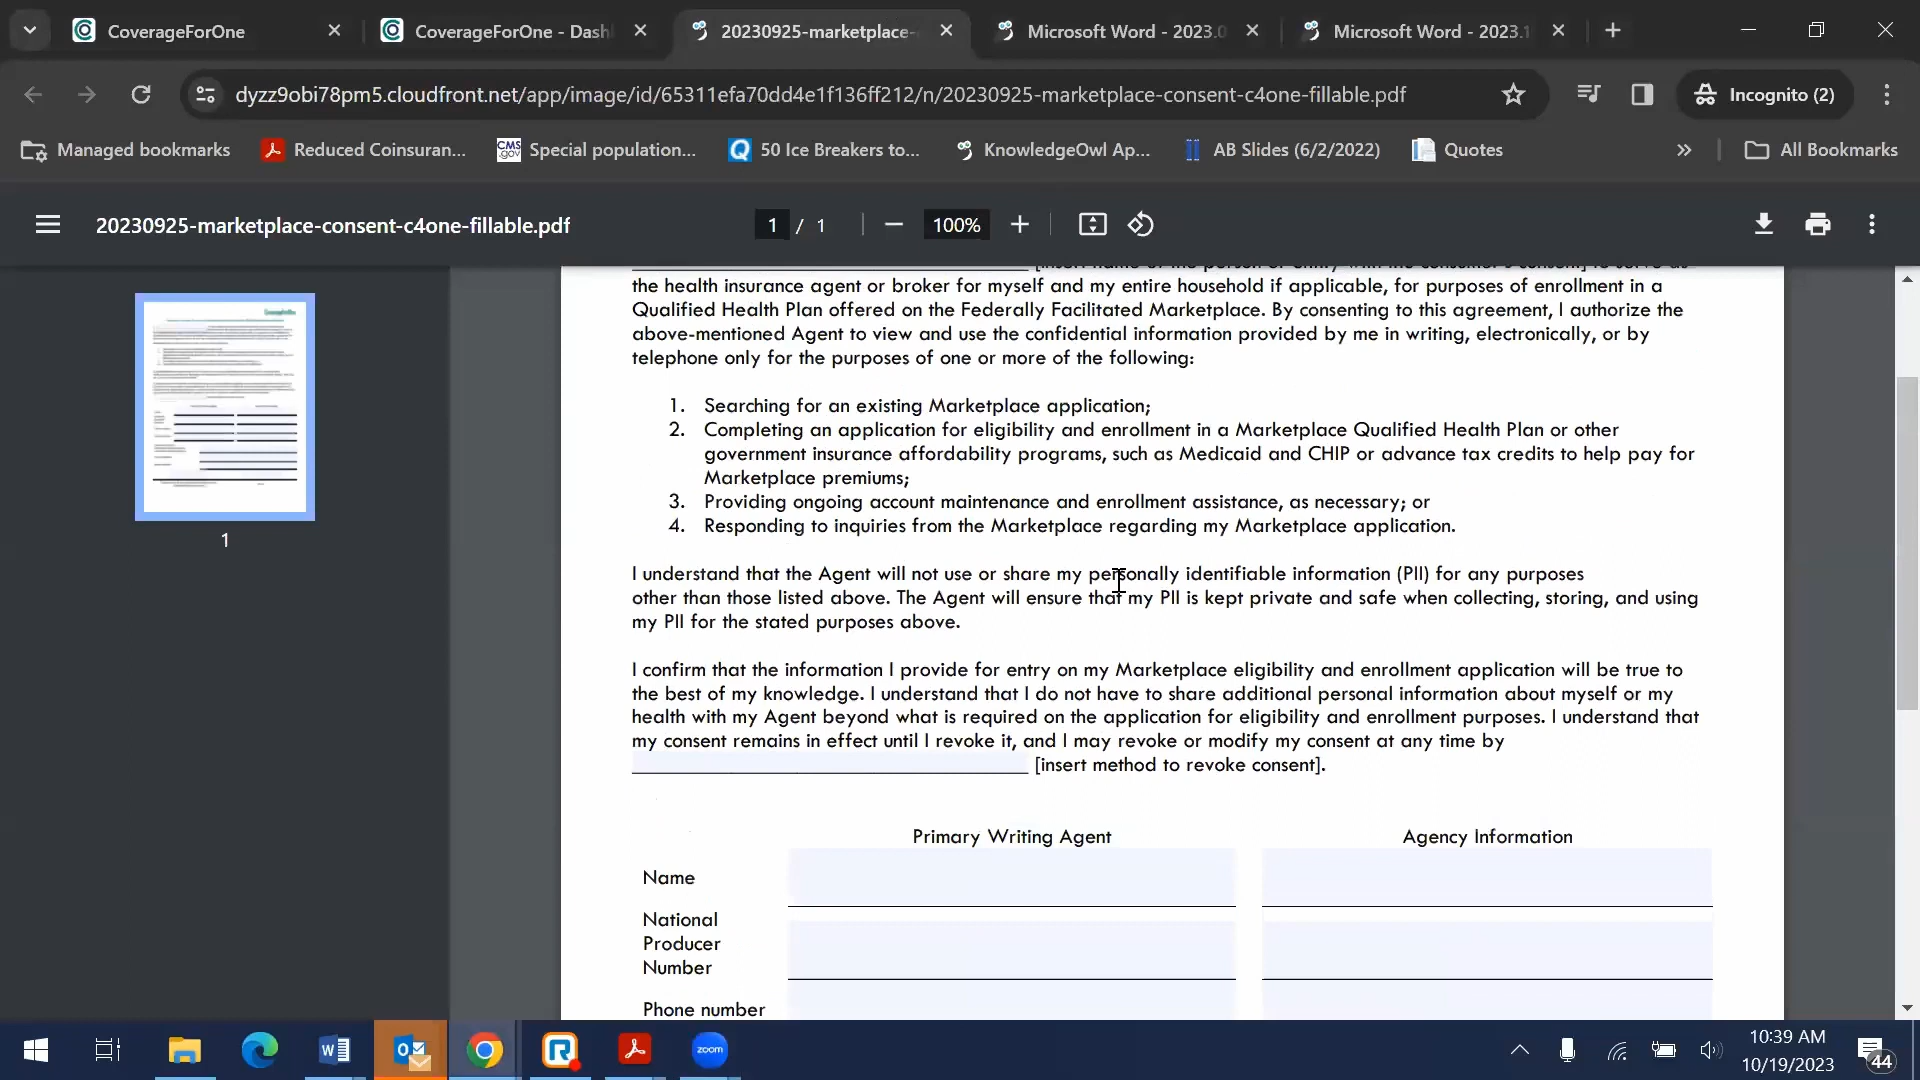 CoverageForOne
CoverageForOne - Dash
20230925-marketplace-
Microsoft Word - 2023.0
Microsoft Word - 2023.1
dyzz9obi78pm5.cloudfront.net/app/image/id/65311efa70dd4e1f136ff212/n/20230925-marketplace-consent-c4one-fillable.pdf
Incognito (2)
Managed bookmarks
Reduced Coinsuran...
CMS.gov
Special population...
50 Ice Breakers to...
KnowledgeOwl Ap...
AB Slides (6/2/2022)
Quotes
»
All Bookmarks
20230925-marketplace-consent-c4one-fillable.pdf
1 / 1
100%
[insert name of the person or entity with the consumer's consent] to serve as
the health insurance agent or broker for myself and my entire household if applicable, for purposes of enrollment in a
Qualified Health Plan offered on the Federally Facilitated Marketplace. By consenting to this agreement, I authorize the
above-mentioned Agent to view and use the confidential information provided by me in writing, electronically, or by
telephone only for the purposes of one or more of the following:
1. Searching for an existing Marketplace application;
2. Completing an application for eligibility and enrollment in a Marketplace Qualified Health Plan or other
government insurance affordability programs, such as Medicaid and CHIP or advance tax credits to help pay for
Marketplace premiums;
3. Providing ongoing account maintenance and enrollment assistance, as necessary; or
4. Responding to inquiries from the Marketplace regarding my Marketplace application.
I understand that the Agent will not use or share my personally identifiable information (PII) for any purposes
other than those listed above. The Agent will ensure that my PII is kept private and safe when collecting, storing, and using
my PII for the stated purposes above.
I confirm that the information I provide for entry on my Marketplace eligibility and enrollment application will be true to
the best of my knowledge. I understand that I do not have to share additional personal information about myself or my
health with my Agent beyond what is required on the application for eligibility and enrollment purposes. I understand that
my consent remains in effect until I revoke it, and I may revoke or modify my consent at any time by
[insert method to revoke consent].
Primary Writing Agent
Agency Information
Name
National
Producer
Number
Phone number
1
zoom
10:39 AM
10/19/2023
44